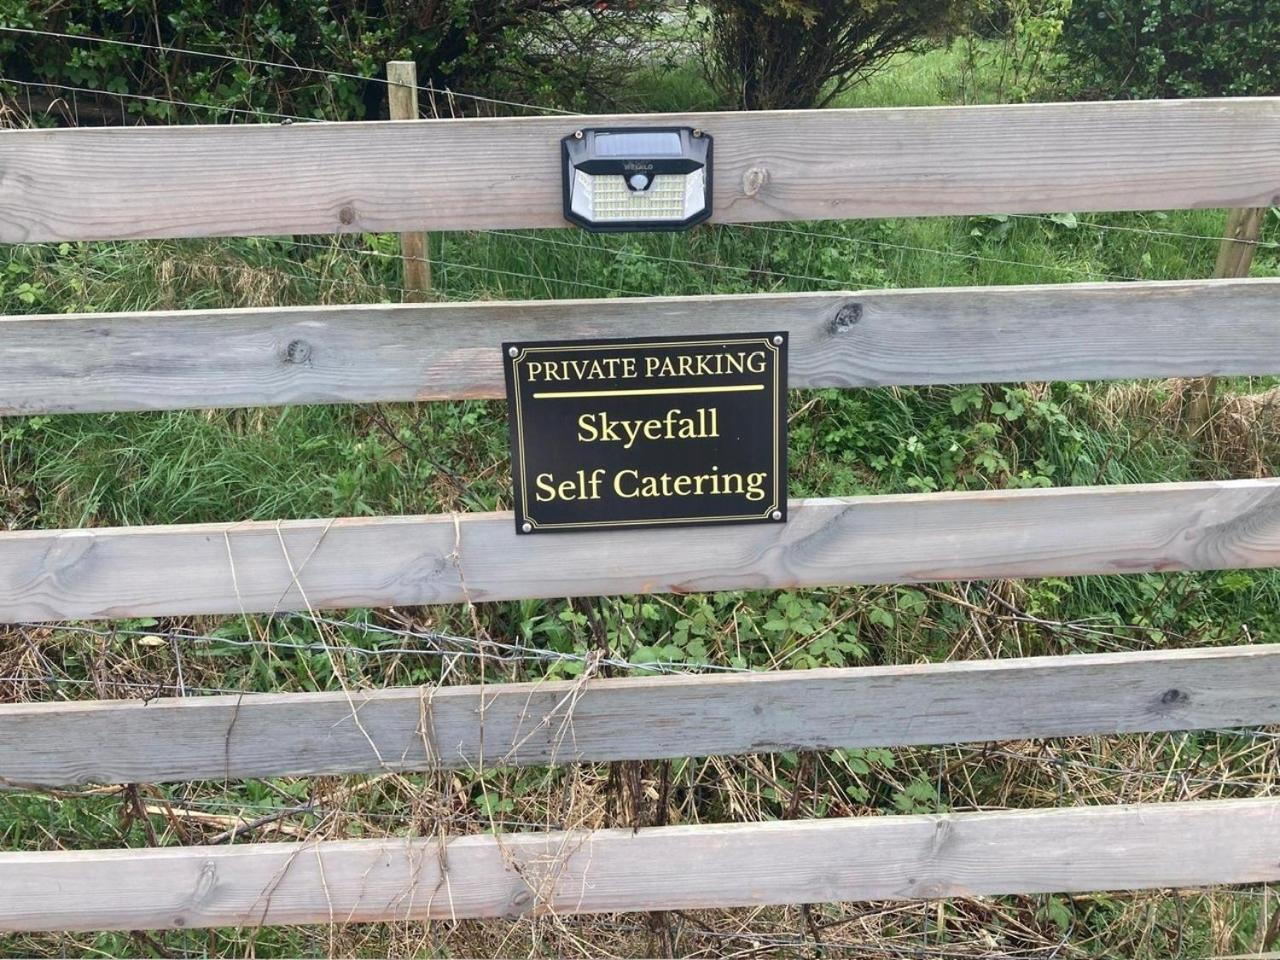 PRIVATE PARKING
Skyefall
Self Catering